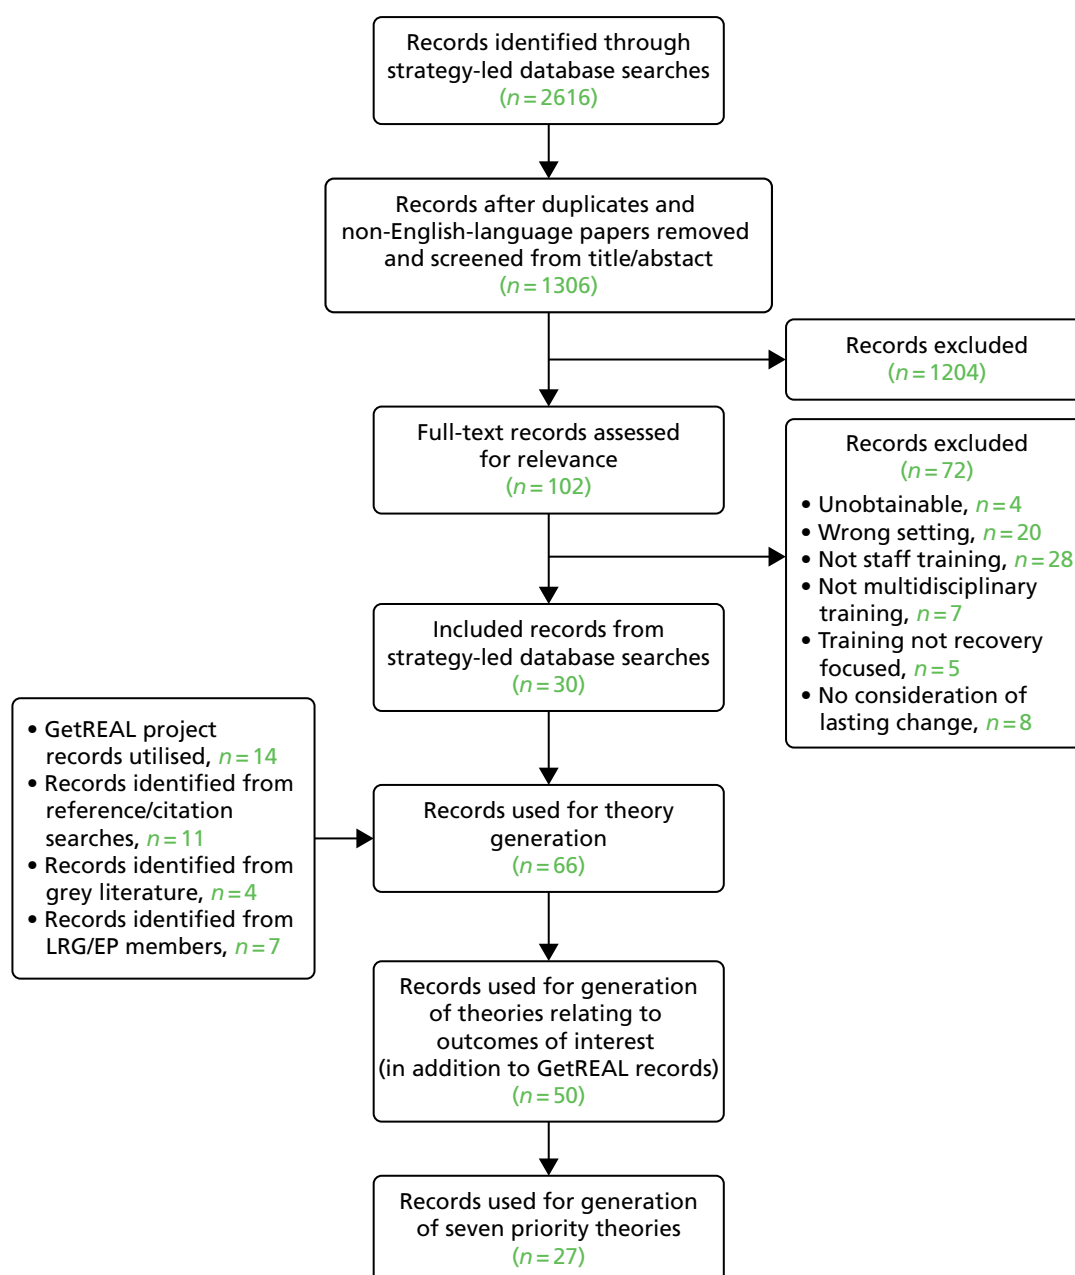 Records identified through
strategy-led database searches
(n = 2616)
Records after duplicates and
non-English-language papers removed
and screened from title/abstact
(n = 1306)
Records excluded
(n = 1204)
Full-text records assessed
for relevance
(n = 102)
Records excluded
(n = 72)
• Unobtainable, n = 4
• Wrong setting, n = 20
• Not staff training, n = 28
• Not multidisciplinary
training, n = 7
• Training not recovery
focused, n = 5
• No consideration of
lasting change, n = 8
Included records from
strategy-led database searches
(n = 30)
• GetREAL project
records utilised, n = 14
• Records identified from
reference/citation
searches, n = 11
• Records identified from
grey literature, n = 4
• Records identified from
LRG/EP members, n = 7
Records used for theory
generation
(n = 66)
Records used for generation
of theories relating to
outcomes of interest
(in addition to GetREAL records)
(n = 50)
Records used for generation
of seven priority theories
(n = 27)